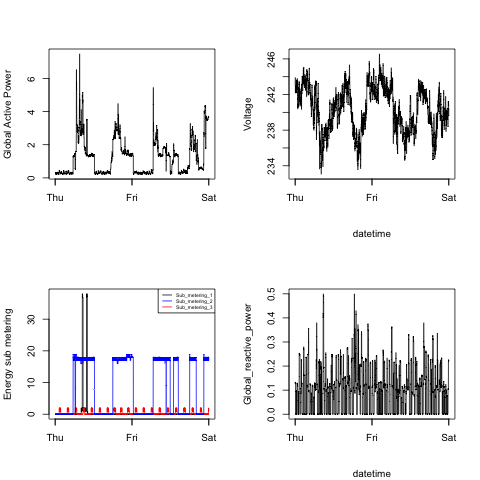 Global Active Power
0 2 4 6
Thu Fri Sat
Voltage
234 238 242 246
Thu Fri Sat
datetime
Energy sub metering
0 10 20 30
Thu Fri Sat
Sub_metering_1
Sub_metering_2
Sub_metering_3
Global_reactive_power
0.0 0.1 0.2 0.3 0.4 0.5
Thu Fri Sat
datetime